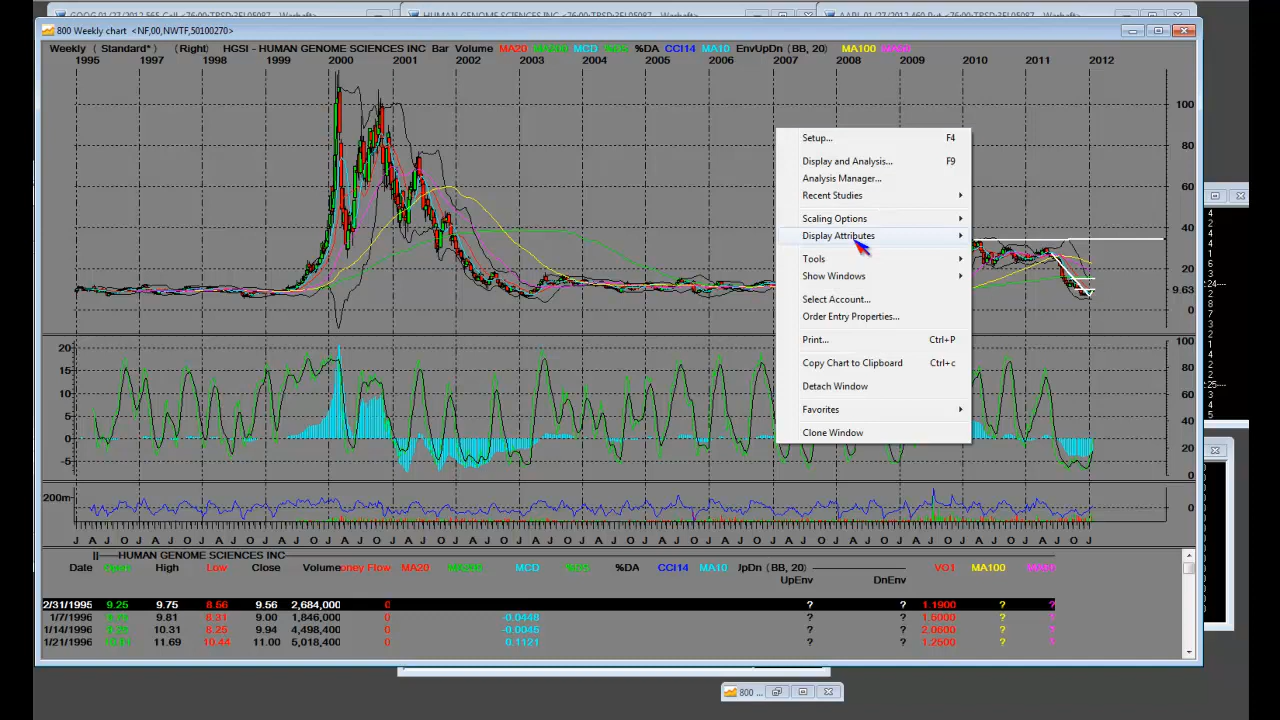 800 Weekly chart <NF,00,NWTF,50100270>
Weekly ( Standard* ) (Right) HGSI - HUMAN GENOME SCIENCES INC Bar Volume MA20 MCD %DA CCI14 MA10 EnvUpDn (BB, 20) MA100
1996 1997 1998 1999 2000 2001 2002 2003 2004 2005 2006 2007 2008 2009 2010 2011 2012
100
80
60
40
20
9.63
0
Setup... F4
Display and Analysis... F9
Analysis Manager...
Recent Studies
Scaling Options
Display Attributes
Tools
Show Windows
Select Account...
Order Entry Properties...
Print... Ctrl+P
Copy Chart to Clipboard Ctrl+c
Detach Window
Favorites
Clone Window
20 100
15 80
10 60
5 40
0 20
-5 0
200m 0
J A J O J A J O J A J O J A J O J A J O J A J O J A J O J A J O J A J O J A J O J A J O J A J O J A J O J A J O J A J O J A J O J
HUMAN GENOME SCIENCES INC
Date High Low Close Volume oney Flow MA20 MCD %DA CCI14 MA10 JpDn (BB, 20) VO1 MA100
UpEnv DnEnv
2/31/1995 9.25 9.75 8.56 9.56 2,684,000 0 ? ? 1.1900 ? ?
1/7/1996 9.81 8.31 9.00 1,846,000 0 -0.0448 ? ? 1.5000 ? ?
1/14/1996 10.31 8.25 9.94 4,498,400 0 -0.0045 ? ? 2.0600 ? ?
1/21/1996 11.69 10.44 11.00 5,018,400 0 0.1121 ? ? 1.2500 ? ?
800 ...